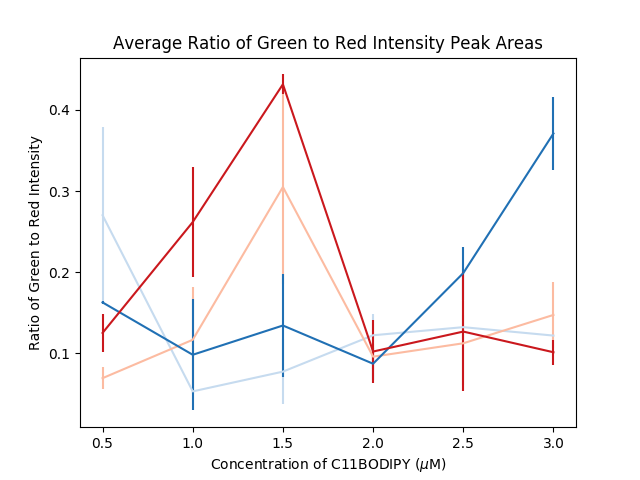 Average Ratio of Green to Red Intensity Peak Areas
Ratio of Green to Red Intensity
0.4
0.3
0.2
0.1
0.5 1.0 1.5 2.0 2.5 3.0
Concentration of C11BODIPY (μM)